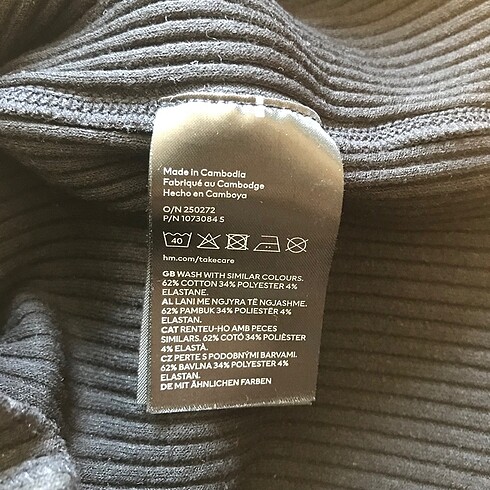 Made in Cambodia
Fabriqué au Cambodge
Hecho en Camboya
O/N 250272
P/N 1073084 5
40
hm.com/takecare
GB WASH WITH SIMILAR COLOURS.
62% COTTON 34% POLYESTER 4%
ELASTANE.
AL LANI ME NGJYRA TË NGJASHME.
62% PAMBUK 34% POLIESTËR 4%
ELASTAN.
CAT RENTEU-HO AMB PECES
SIMILARS. 62% COTÓ 34% POLIÈSTER
4% ELASTÀ.
CZ PERTE S PODOBNÝMI BARVAMI.
62% BAVLNA 34% POLYESTER 4%
ELASTAN.
DE MIT ÄHNLICHEN FARBEN